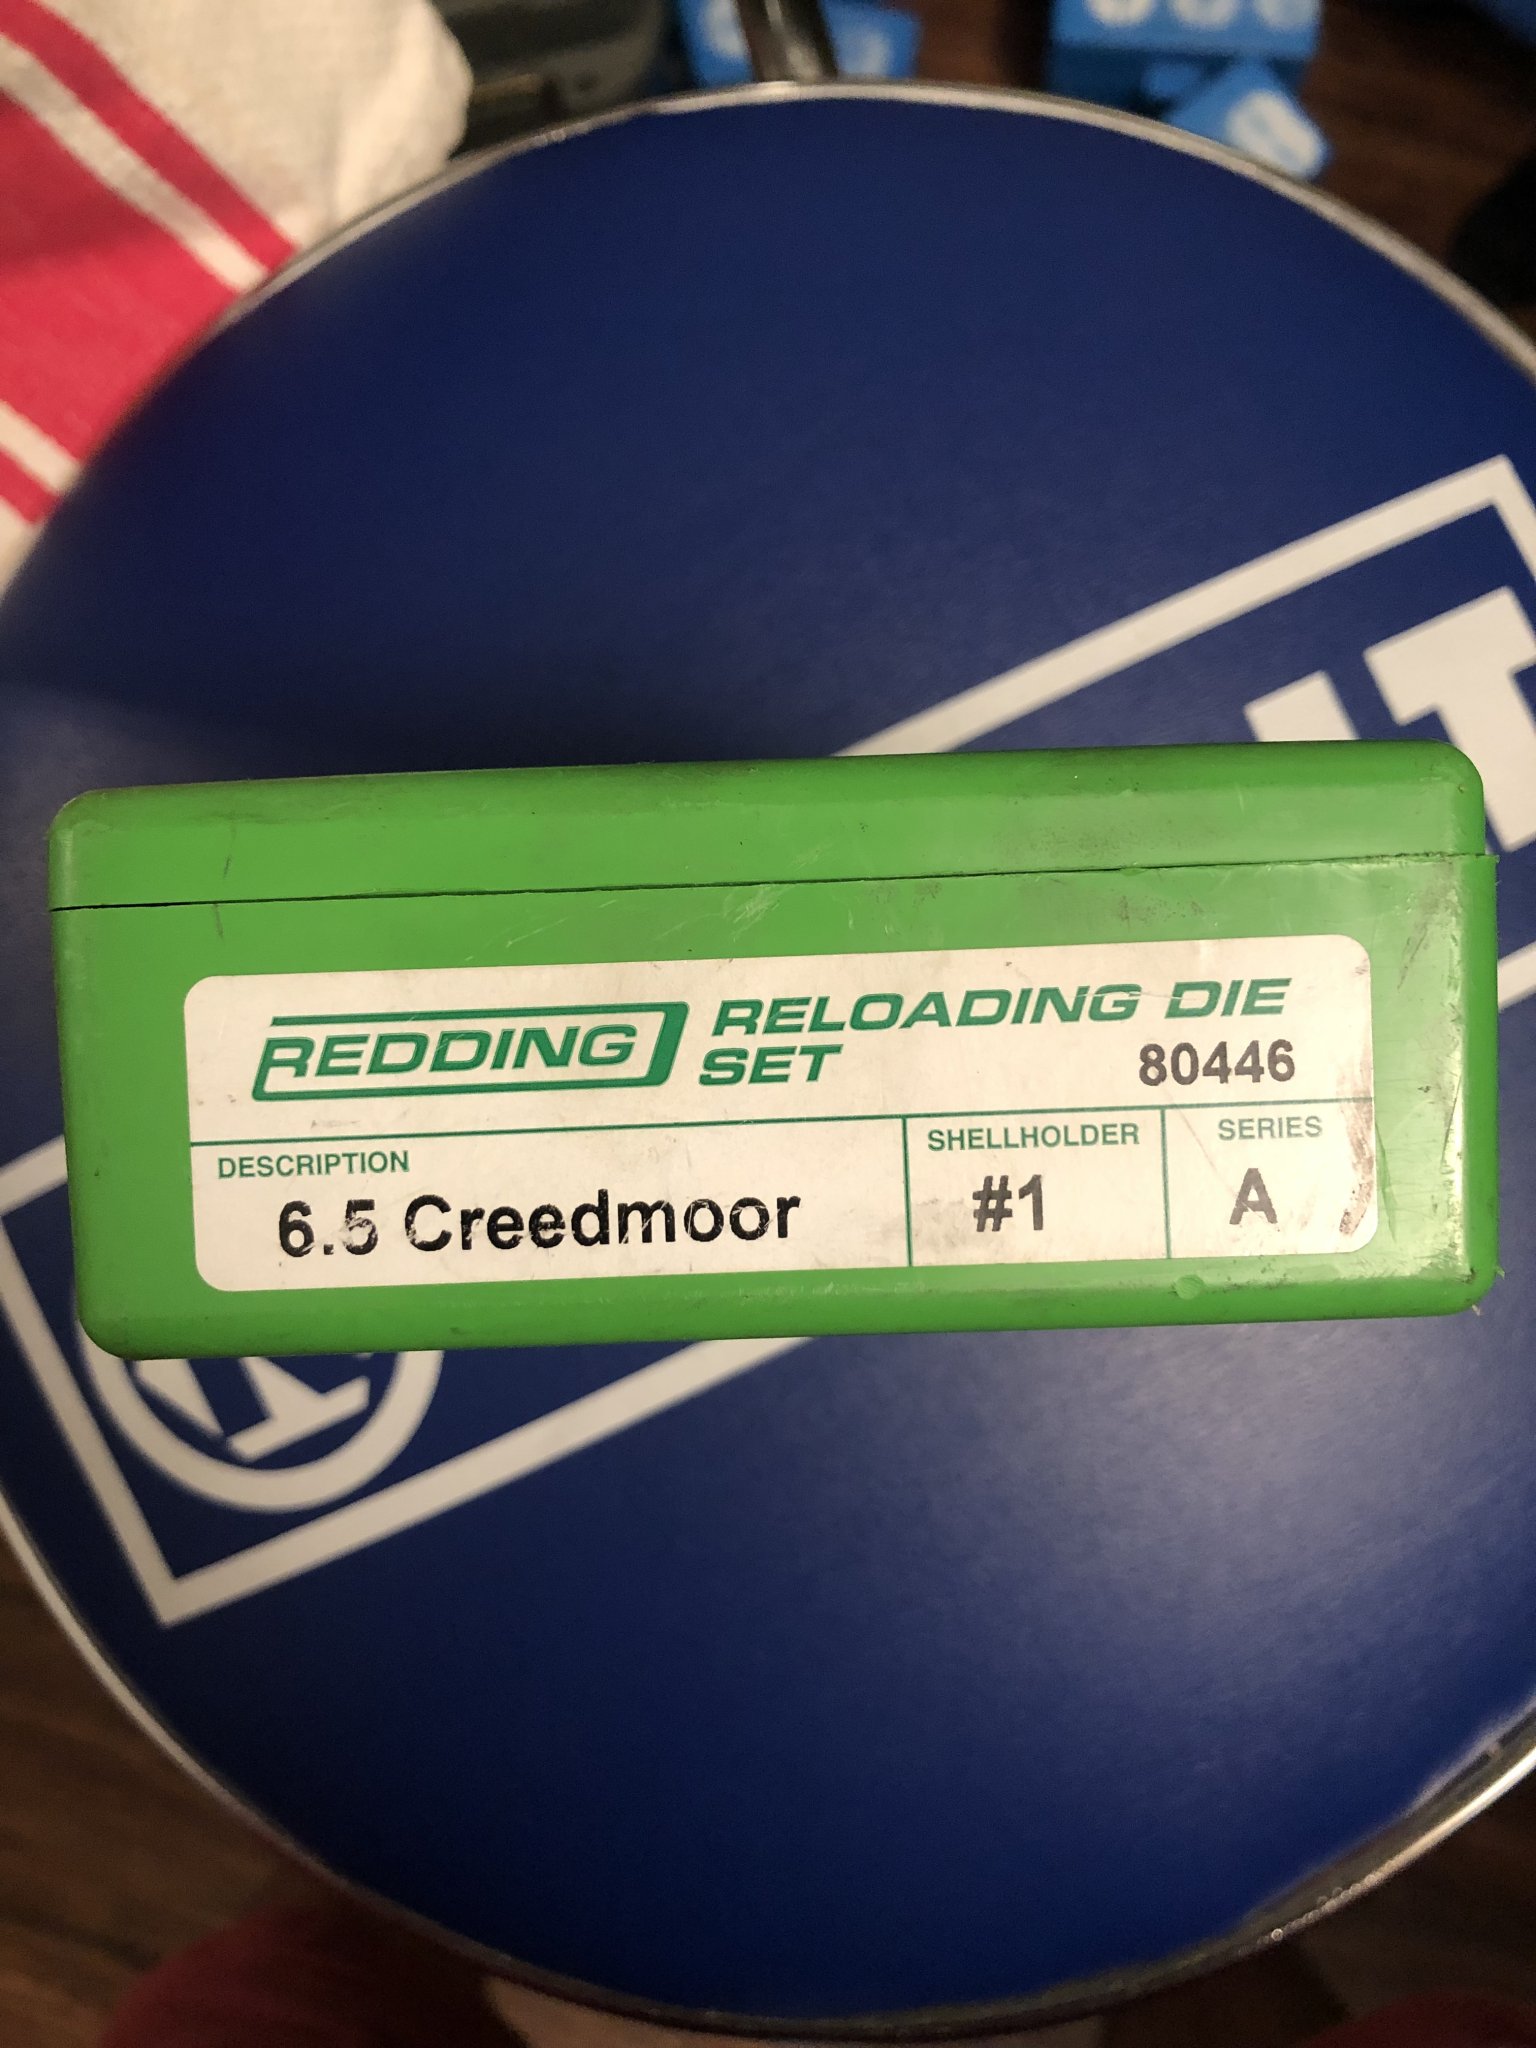 REDDING RELOADING DIE
SET 80446
DESCRIPTION SHELLHOLDER SERIES
6.5 Creedmoor #1 A